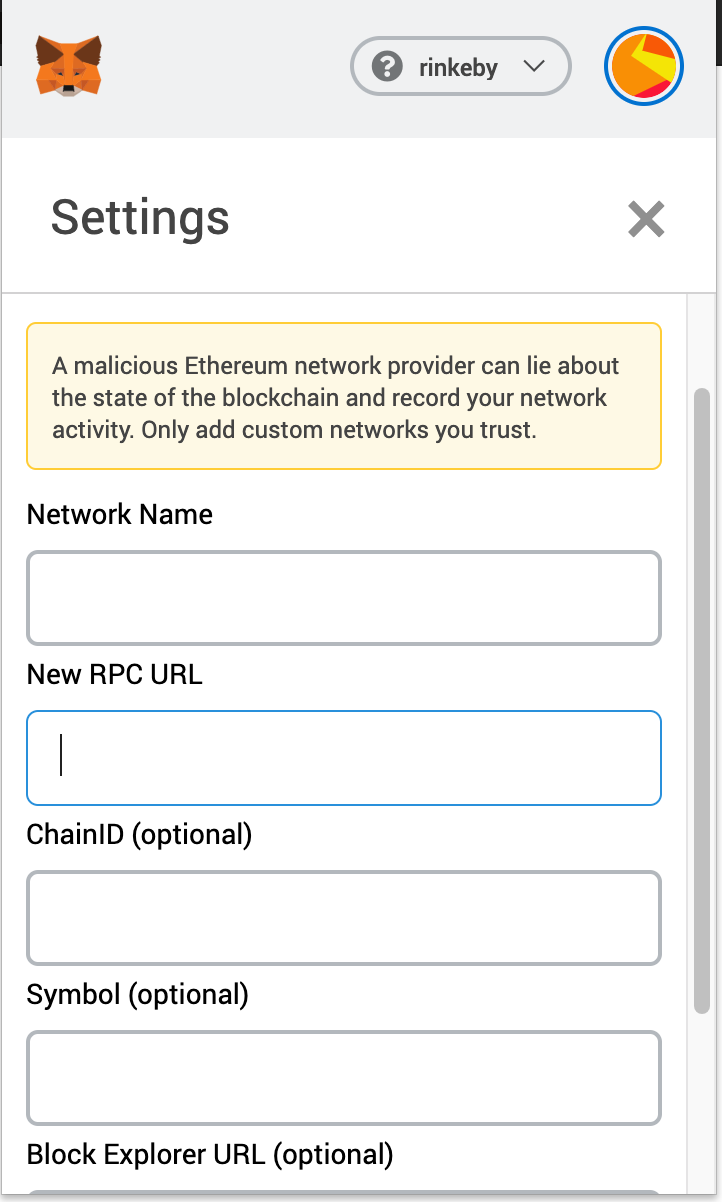 ? rinkeby
Settings
A malicious Ethereum network provider can lie about
the state of the blockchain and record your network
activity. Only add custom networks you trust.
Network Name
New RPC URL
ChainID (optional)
Symbol (optional)
Block Explorer URL (optional)